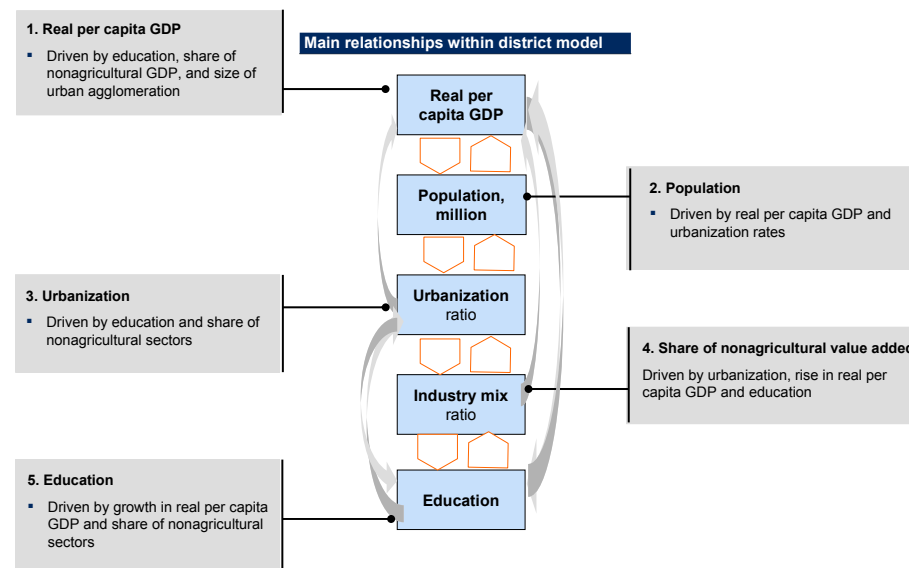 1. Real per capita GDP
▪ Driven by education, share of
nonagricultural GDP, and size of
urban agglomeration
Main relationships within district model
Real per
capita GDP
Population,
million
2. Population
▪ Driven by real per capita GDP and
urbanization rates
3. Urbanization
▪ Driven by education and share of
nonagricultural sectors
Urbanization
ratio
4. Share of nonagricultural value added
Driven by urbanization, rise in real per
capita GDP and education
Industry mix
ratio
5. Education
▪ Driven by growth in real per capita
GDP and share of nonagricultural
sectors
Education